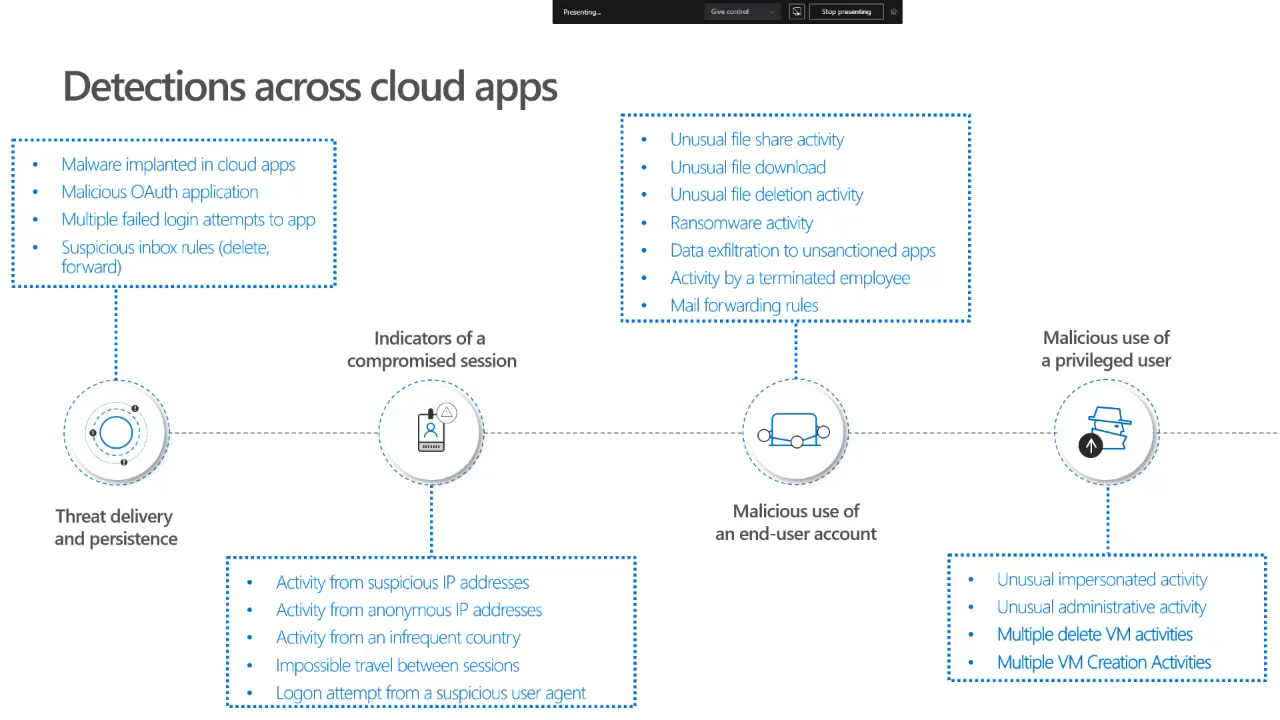 Presenting...
Give control
Stop presenting
Detections across cloud apps
• Malware implanted in cloud apps
• Malicious OAuth application
• Multiple failed login attempts to app
• Suspicious inbox rules (delete,
forward)
Threat delivery
and persistence
Indicators of a
compromised session
• Activity from suspicious IP addresses
• Activity from anonymous IP addresses
• Activity from an infrequent country
• Impossible travel between sessions
• Logon attempt from a suspicious user agent
• Unusual file share activity
• Unusual file download
• Unusual file deletion activity
• Ransomware activity
• Data exfiltration to unsanctioned apps
• Activity by a terminated employee
• Mail forwarding rules
Malicious use of
an end-user account
Malicious use of
a privileged user
• Unusual impersonated activity
• Unusual administrative activity
• Multiple delete VM activities
• Multiple VM Creation Activities